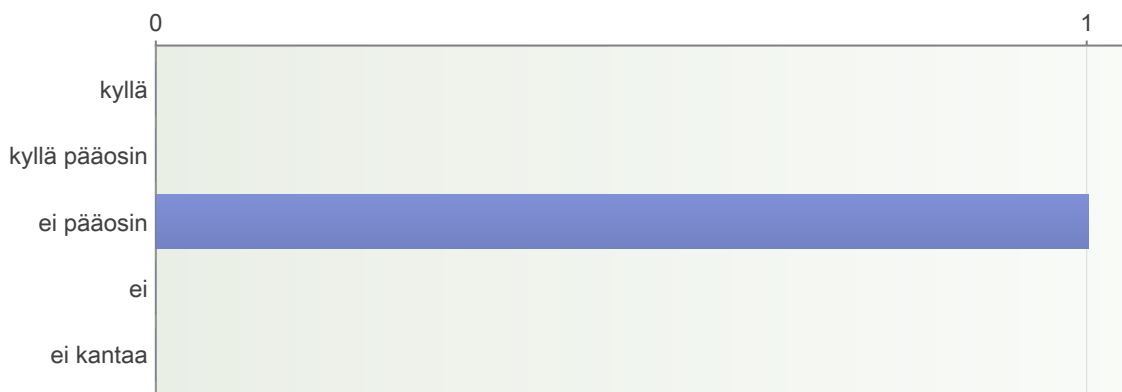 0 1
kyllä
kyllä pääosin
ei pääosin
ei
ei kantaa